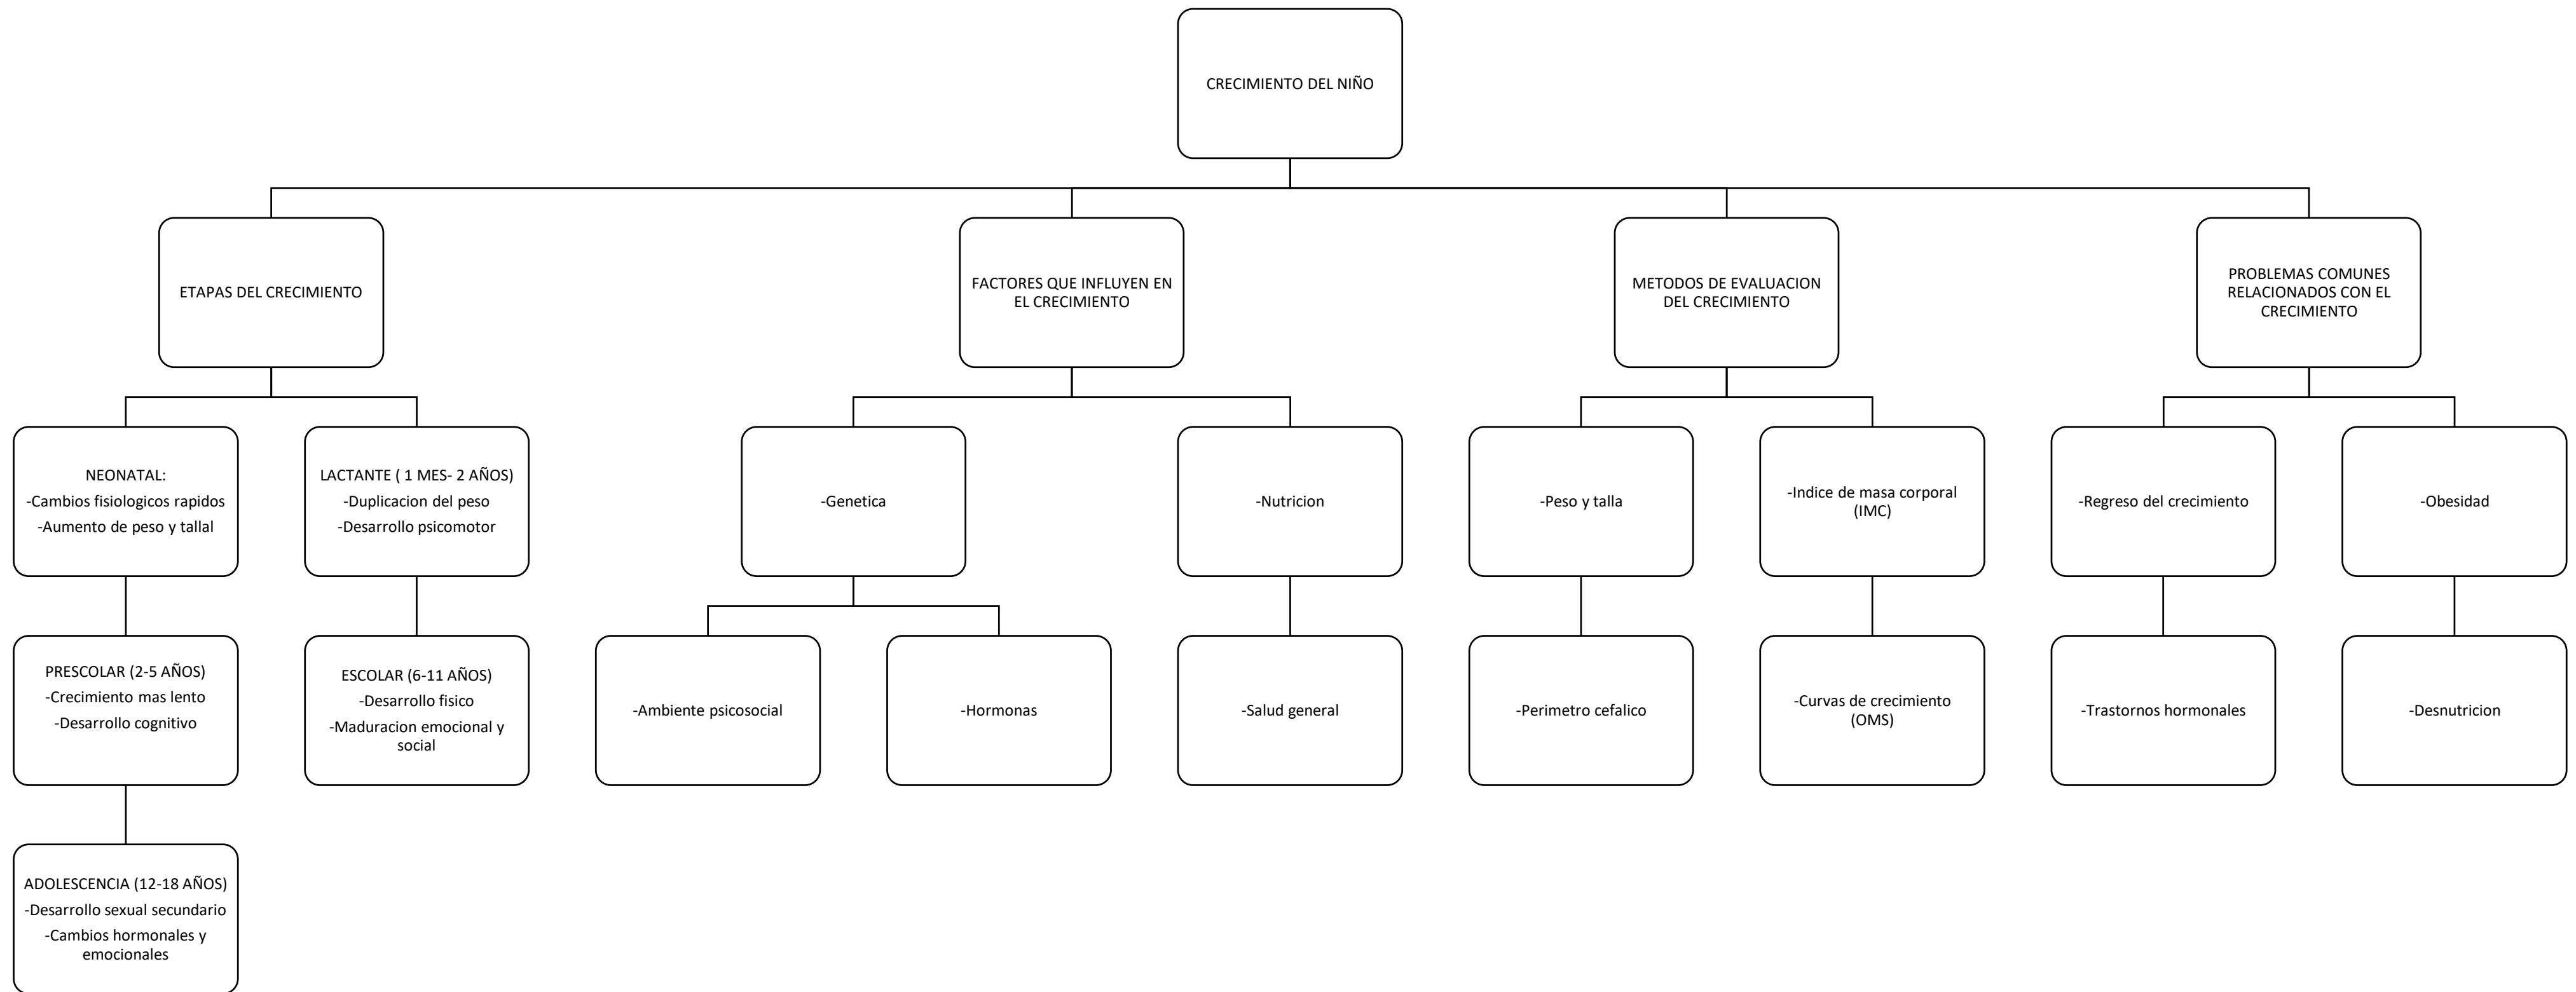 CRECIMIENTO DEL NIÑO
ETAPAS DEL CRECIMIENTO
FACTORES QUE INFLUYEN EN
EL CRECIMIENTO
METODOS DE EVALUACION
DEL CRECIMIENTO
PROBLEMAS COMUNES
RELACIONADOS CON EL
CRECIMIENTO
NEONATAL:
-Cambios fisiologicos rapidos
-Aumento de peso y tallal
LACTANTE ( 1 MES- 2 AÑOS)
-Duplicacion del peso
-Desarrollo psicomotor
-Genetica
-Nutricion
-Peso y talla
-Indice de masa corporal
(IMC)
-Regreso del crecimiento
-Obesidad
PRESCOLAR (2-5 AÑOS)
-Crecimiento mas lento
-Desarrollo cognitivo
ESCOLAR (6-11 AÑOS)
-Desarrollo fisico
-Maduracion emocional y
social
-Ambiente psicosocial
-Hormonas
-Salud general
-Perimetro cefalico
-Curvas de crecimiento
(OMS)
-Trastornos hormonales
-Desnutricion
ADOLESCENCIA (12-18 AÑOS)
-Desarrollo sexual secundario
-Cambios hormonales y
emocionales